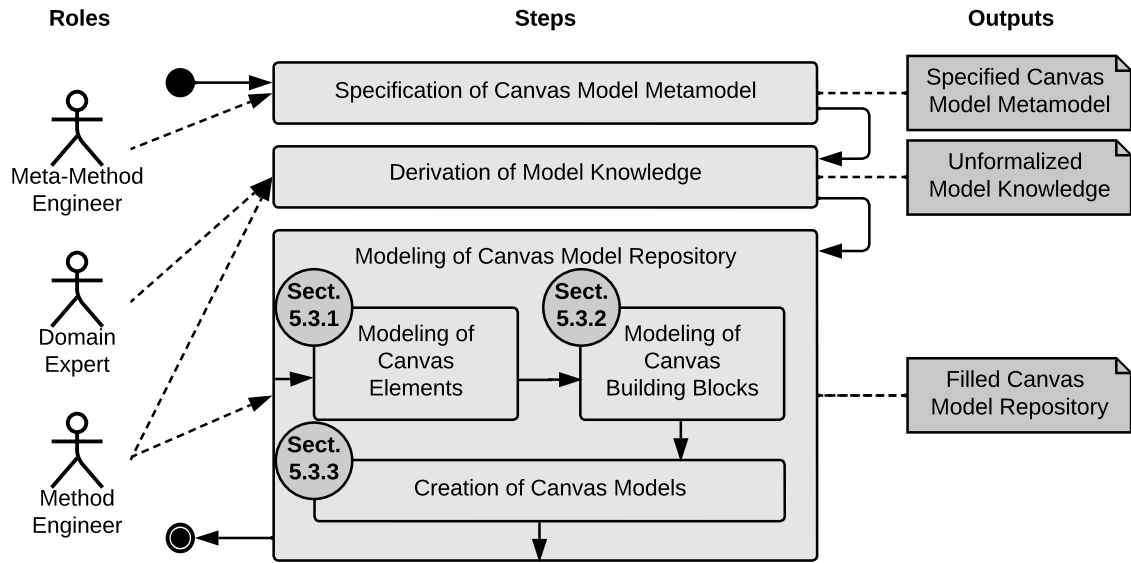 Roles
Steps
Outputs
Specification of Canvas Model Metamodel
Specified Canvas
Model Metamodel
Meta-Method
Engineer
Derivation of Model Knowledge
Unformalized
Model Knowledge
Modeling of Canvas Model Repository
Domain
Expert
Sect.
5.3.1
Modeling of
Canvas
Elements
Sect.
5.3.2
Modeling of
Canvas
Building Blocks
Filled Canvas
Model Repository
Method
Engineer
Sect.
5.3.3
Creation of Canvas Models